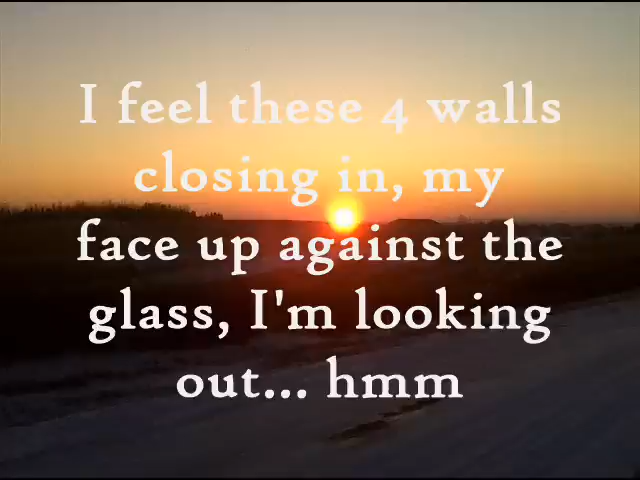 I feel these 4 walls
closing in, my
face up against the
glass, I'm looking
out... hmm